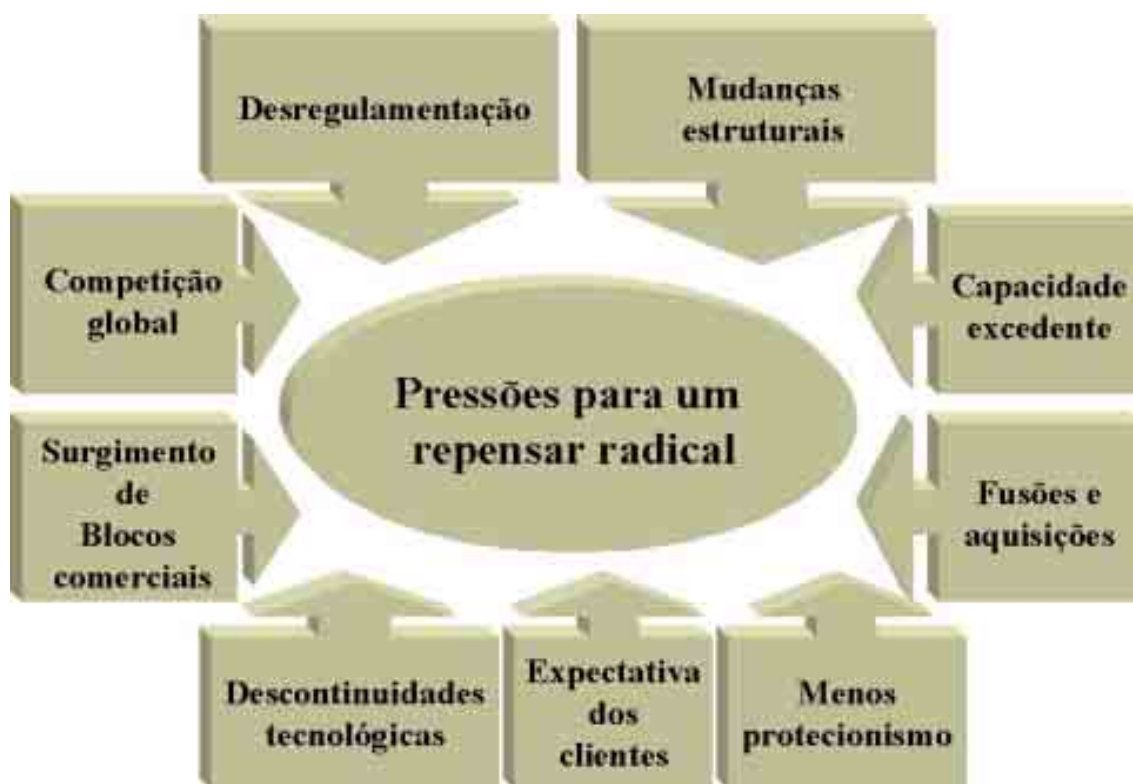 Desregulamentação
Mudanças
estruturais
Competição
global
Capacidade
excedente
Pressões para um
repensar radical
Surgimento
de
Blocos
comerciais
Fusões e
aquisições
Descontinuidades
tecnológicas
Expectativa
dos
clientes
Menos
protecionismo